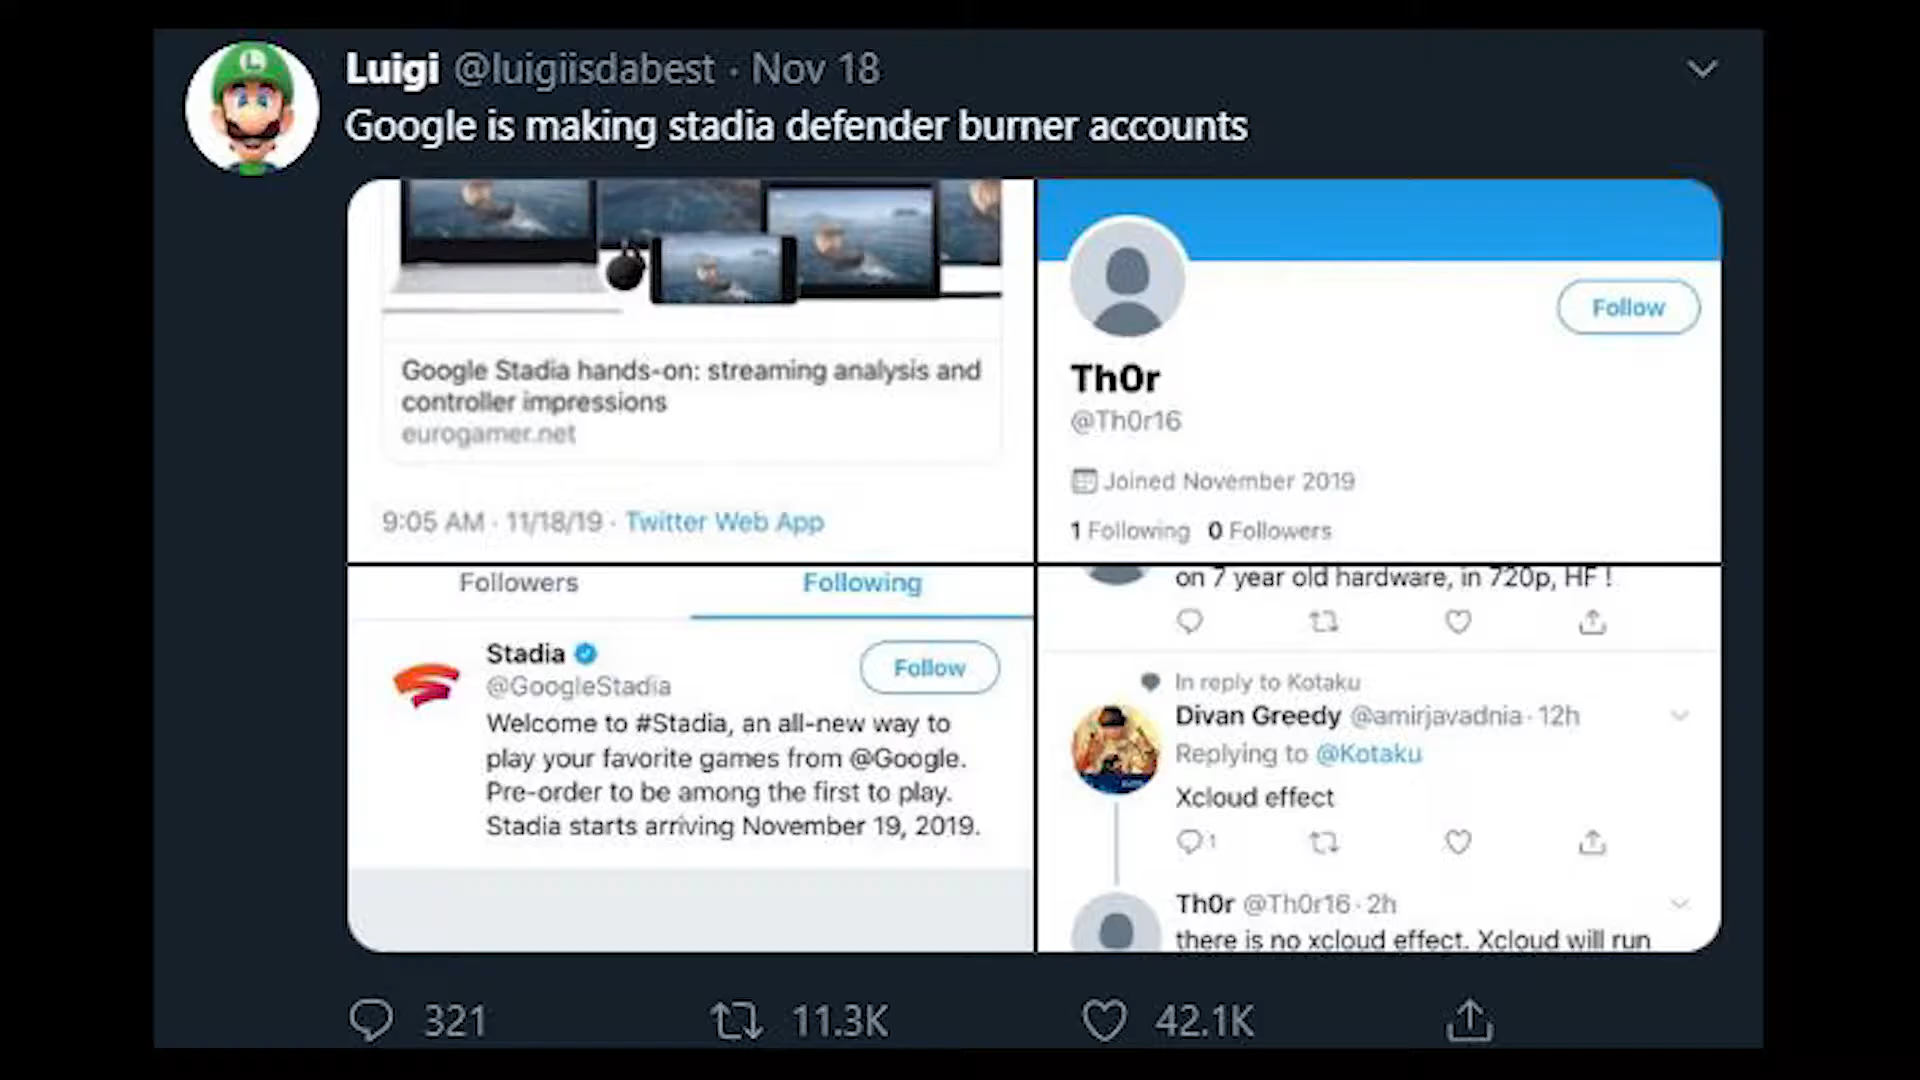 Luigi @luigiisdabest · Nov 18
Google is making stadia defender burner accounts
Google Stadia hands-on: streaming analysis and
controller impressions
eurogamer.net
9:05 AM · 11/18/19 · Twitter Web App
Follow
Th0r
@Th0r16
Joined November 2019
1 Following 0 Followers
Followers Following
Stadia
@GoogleStadia
Follow
Welcome to #Stadia, an all-new way to
play your favorite games from @Google.
Pre-order to be among the first to play.
Stadia starts arriving November 19, 2019.
on 7 year old hardware, in 720p, HF !
In reply to Kotaku
Divan Greedy @amirjavadnia · 12h
Replying to @Kotaku
Xcloud effect
1
Th0r @Th0r16 · 2h
there is no xcloud effect. Xcloud will run
321 11.3K 42.1K